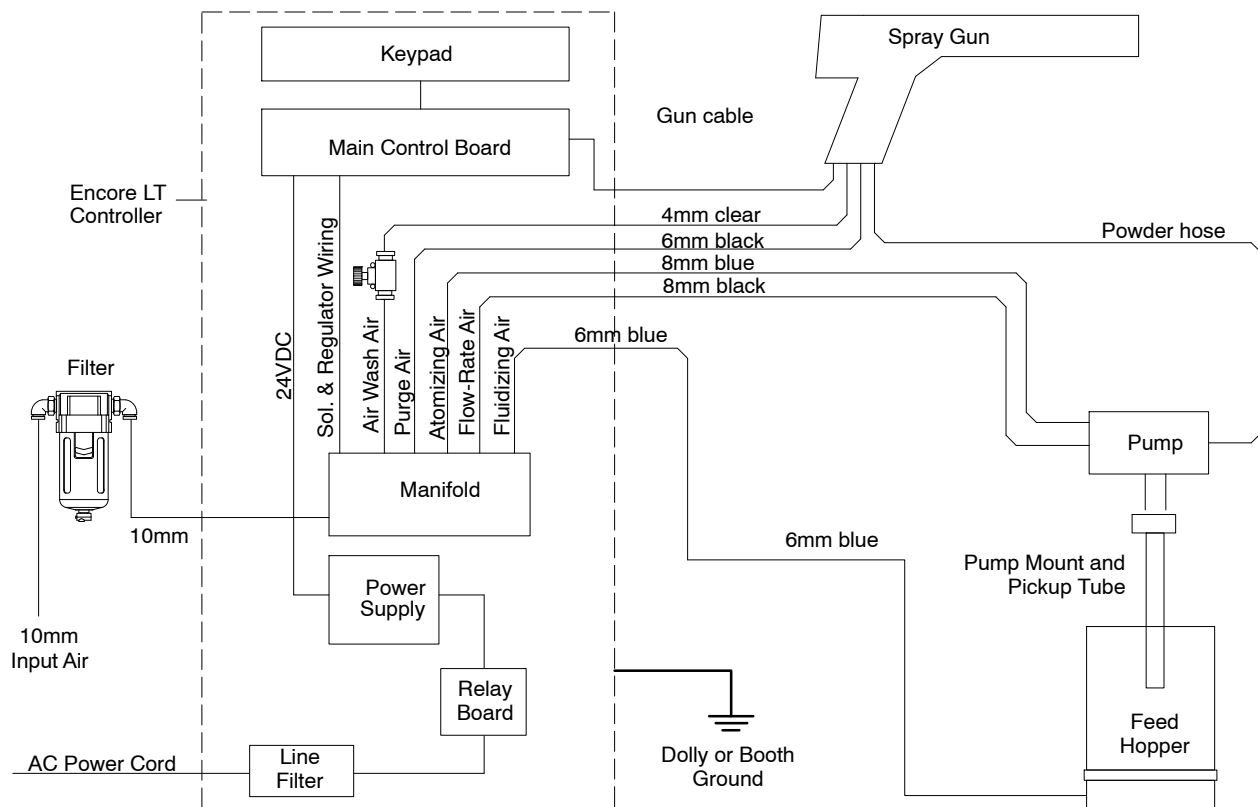 Keypad
Spray Gun
Gun cable
Main Control Board
Encore LT
Controller
4mm clear
6mm black
8mm blue
8mm black
Powder hose
24VDC
Sol. & Regulator Wiring
Air Wash Air
Purge Air
Atomizing Air
Flow-Rate Air
Fluidizing Air
6mm blue
Filter
Pump
Manifold
10mm
6mm blue
Pump Mount and
Pickup Tube
Power
Supply
10mm
Input Air
Relay
Board
Feed
Hopper
Dolly or Booth
Ground
AC Power Cord
Line
Filter